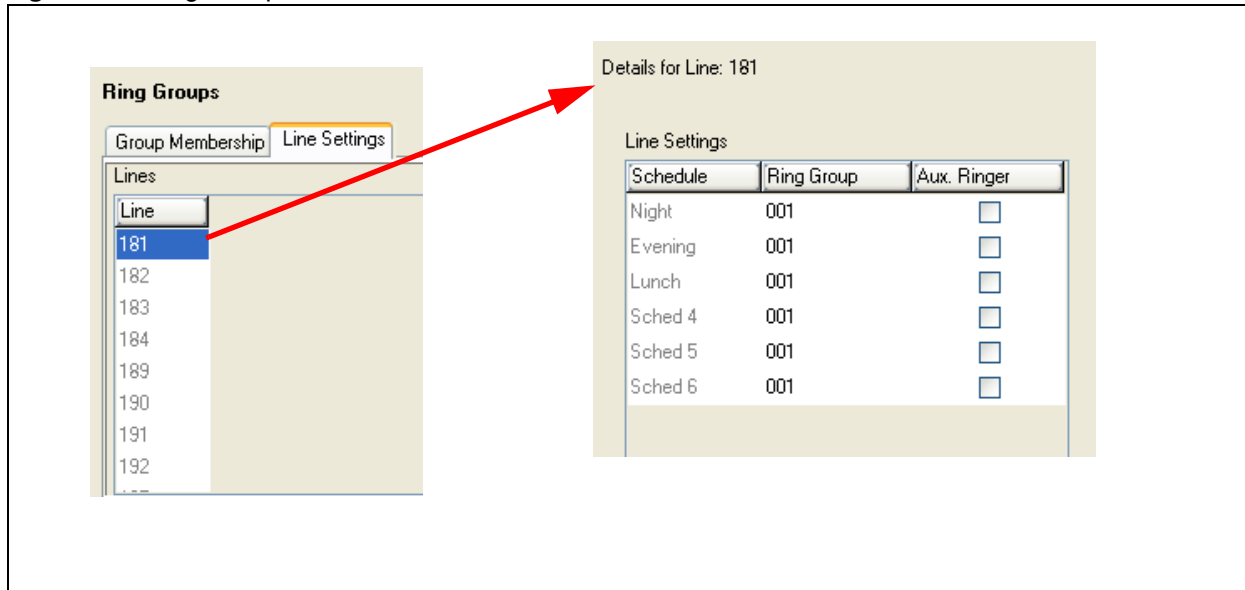 Ring Groups
Group Membership Line Settings
Lines
Line
181
182
183
184
189
190
191
192
Details for Line: 181
Line Settings
Schedule Ring Group Aux. Ringer
Night 001
Evening 001
Lunch 001
Sched 4 001
Sched 5 001
Sched 6 001